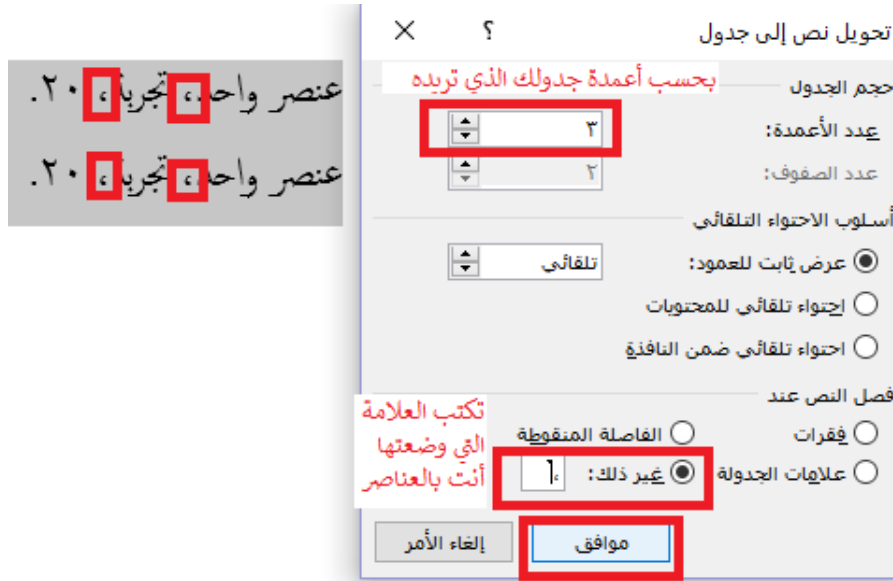 تحويل نص إلى جدول
؟
حجم الجدول
بحسب أعمدة جدولك الذي تريده
عدد الأعمدة: ٣
عدد الصفوف: ٢
أسلوب الاحتواء التلقائي
عرض ثابت للعمود: تلقائي
احتواء تلقائي للمحتويات
احتواء تلقائي ضمن النافذة
فصل النص عند
فقرات
الفاصلة المنقوطة
علامات الجدولة
غير ذلك: ،
تكتب العلامة
التي وضعتها
أنت بالعناصر
موافق
إلغاء الأمر
عنصر واحد، تجربة، ٢٠.
عنصر واحد، تجربة، ٢٠.